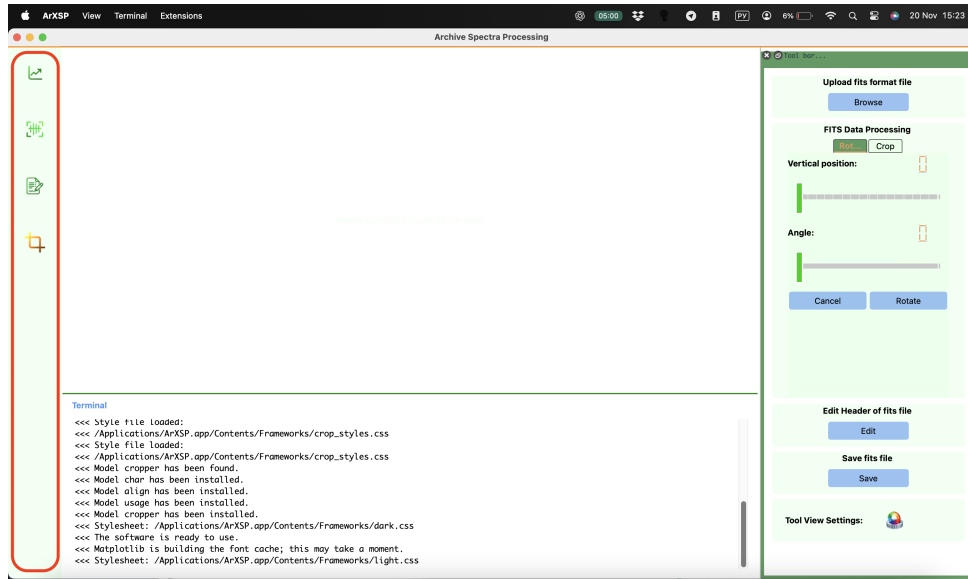 ArXSP View Terminal Extensions 05:00 РУ 6% 20 Nov 15:23
Archive Spectra Processing
Tool bar...
Upload fits format file
Browse
FITS Data Processing
Rot... Crop
Vertical position: 0
Angle: 0
Cancel Rotate
Edit Header of fits file
Edit
Save fits file
Save
Tool View Settings:
Terminal
<<< Style file loaded:
<<< /Applications/ArXSP.app/Contents/Frameworks/crop_styles.css
<<< Style file loaded:
<<< /Applications/ArXSP.app/Contents/Frameworks/crop_styles.css
<<< Model cropper has been found.
<<< Model char has been installed.
<<< Model align has been installed.
<<< Model usage has been installed.
<<< Model cropper has been installed.
<<< Stylesheet: /Applications/ArXSP.app/Contents/Frameworks/dark.css
<<< The software is ready to use.
<<< Matplotlib is building the font cache; this may take a moment.
<<< Stylesheet: /Applications/ArXSP.app/Contents/Frameworks/light.css